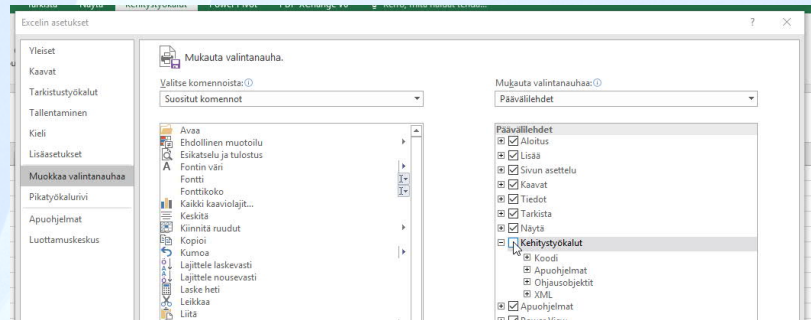 Tarkista Näytä Kehitystyökalut Power Pivot PDF-XChange V6 Kerro, mitä haluat tehdä...
Excelin asetukset ? ×
Yleiset
Kaavat
Tarkistustyökalut
Tallentaminen
Kieli
Lisäasetukset
Muokkaa valintanauhaa
Pikatyökalurivi
Apuohjelmat
Luottamuskeskus
Mukauta valintanauha.
Valitse komennoista:
Suositut komennot
Avaa
Ehdollinen muotoilu
Esikatselu ja tulostus
Fontin väri
Fontti
Fonttikoko
Kaikki kaaviolajit...
Keskitä
Kiinnitä ruudut
Kopioi
Kumoa
Lajittele laskevasti
Lajittele nousevasti
Laske heti
Leikkaa
Liitä
Mukauta valintanauhaa:
Päävälilehdet
Päävälilehdet
Aloitus
Lisää
Sivun asettelu
Kaavat
Tiedot
Tarkista
Näytä
Kehitystyökalut
Koodi
Apuohjelmat
Ohjausobjektit
XML
Apuohjelmat
Power View